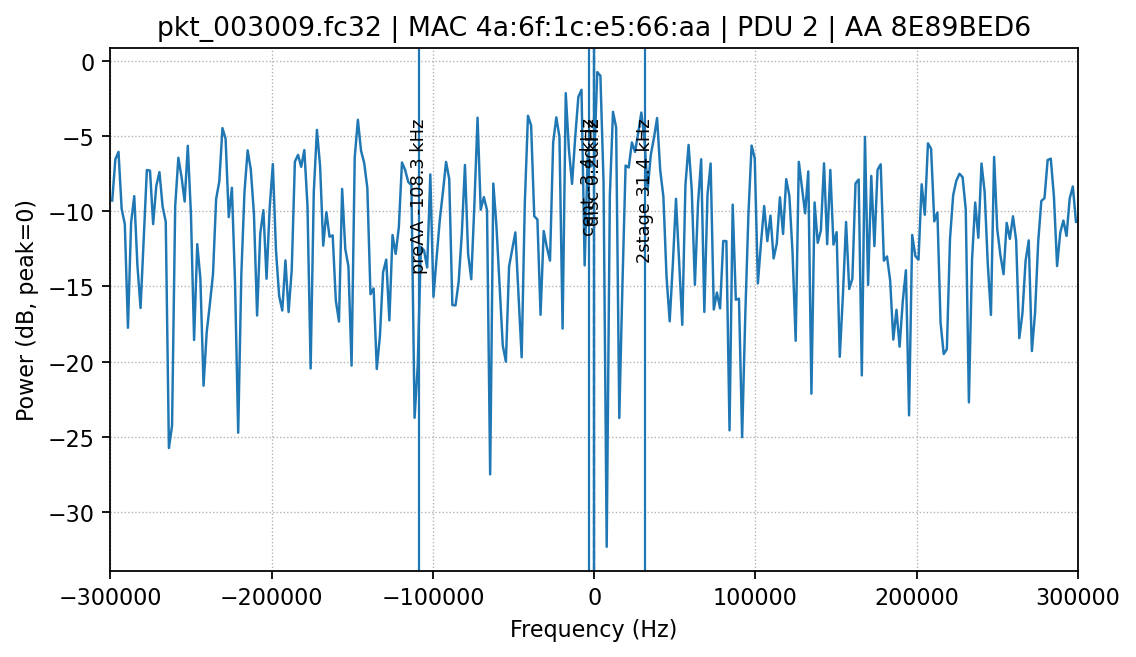 pkt_003009.fc32 | MAC 4a:6f:1c:e5:66:aa | PDU 2 | AA 8E89BED6
Power (dB, peak=0)
0
−5
−10
−15
−20
−25
−30
preAA -108.3 kHz
2stage 31.4 kHz
−300000
−200000
−100000
0
100000
200000
300000
Frequency (Hz)